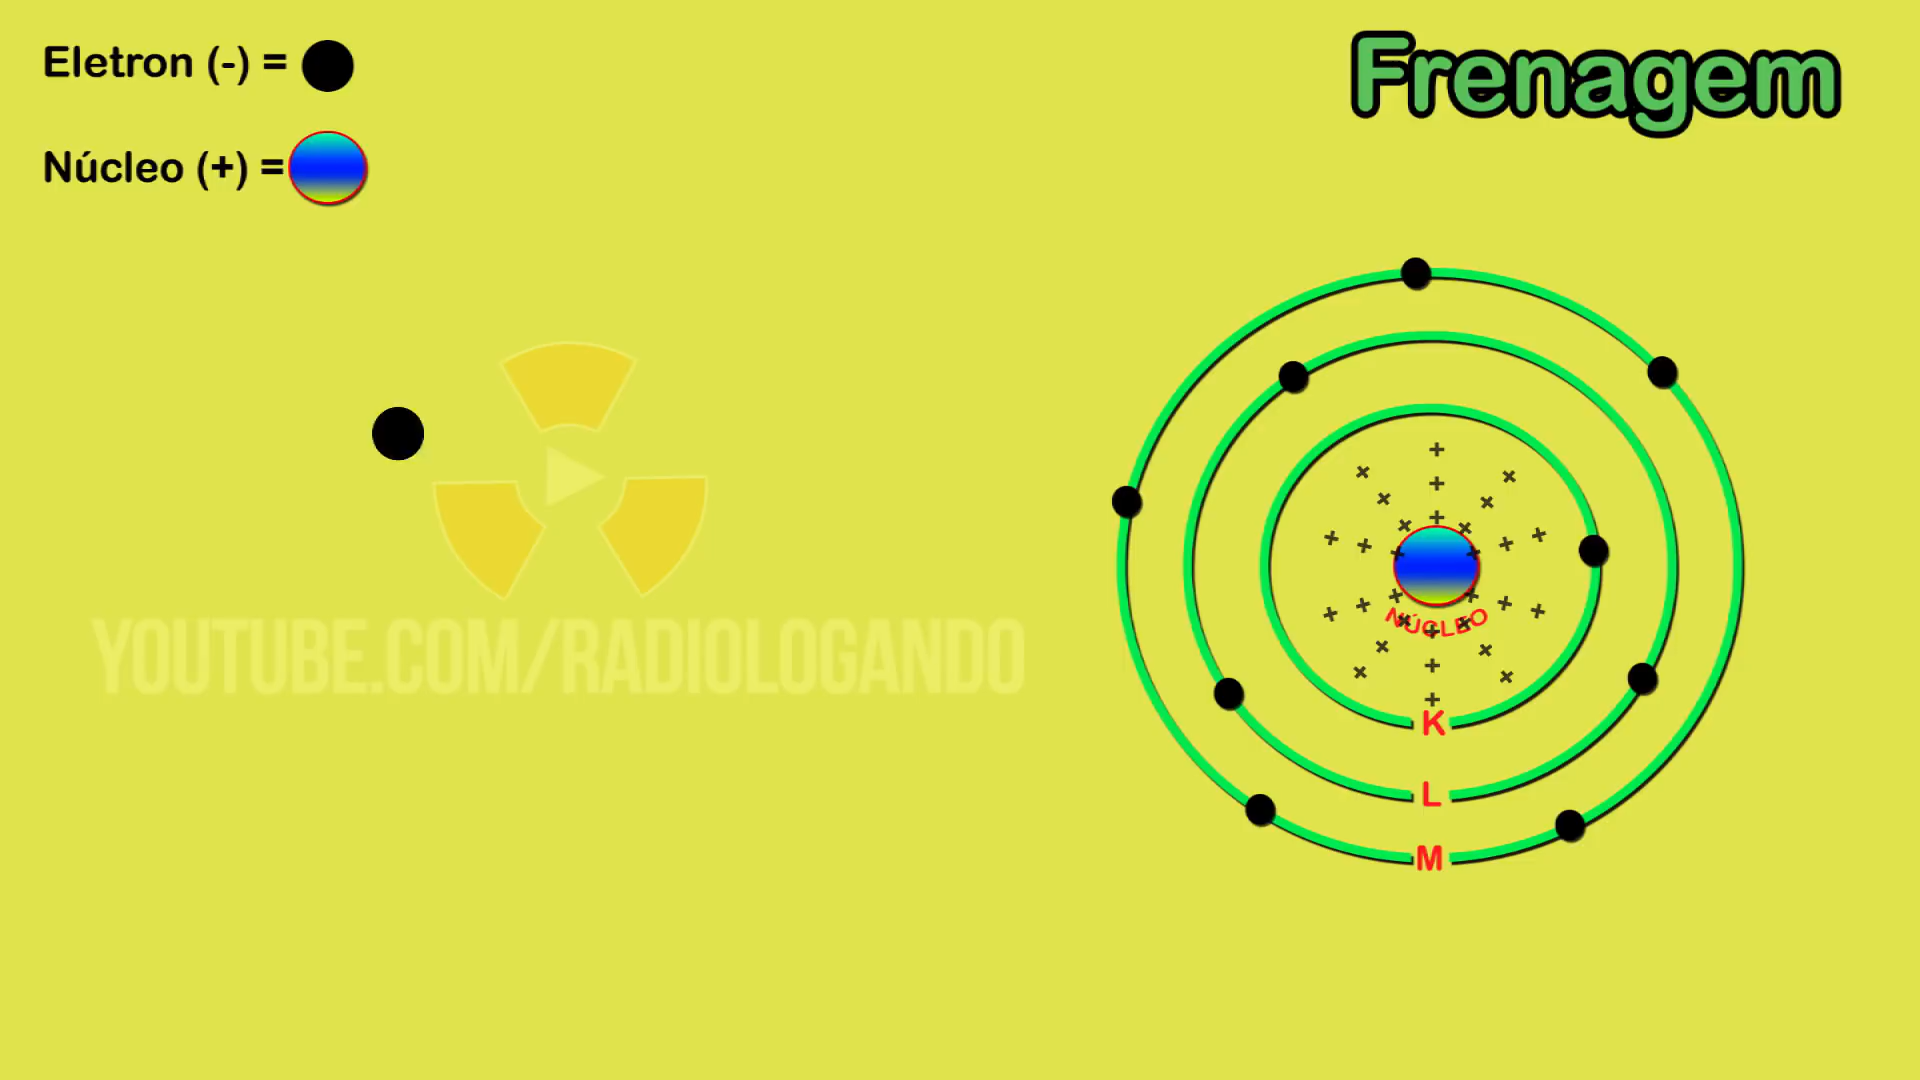 Eletron (-) =
Frenagem
Núcleo (+) =
NÚCLEO
YOUTUBE.COM/RADIOLOGANDO
K
L
M